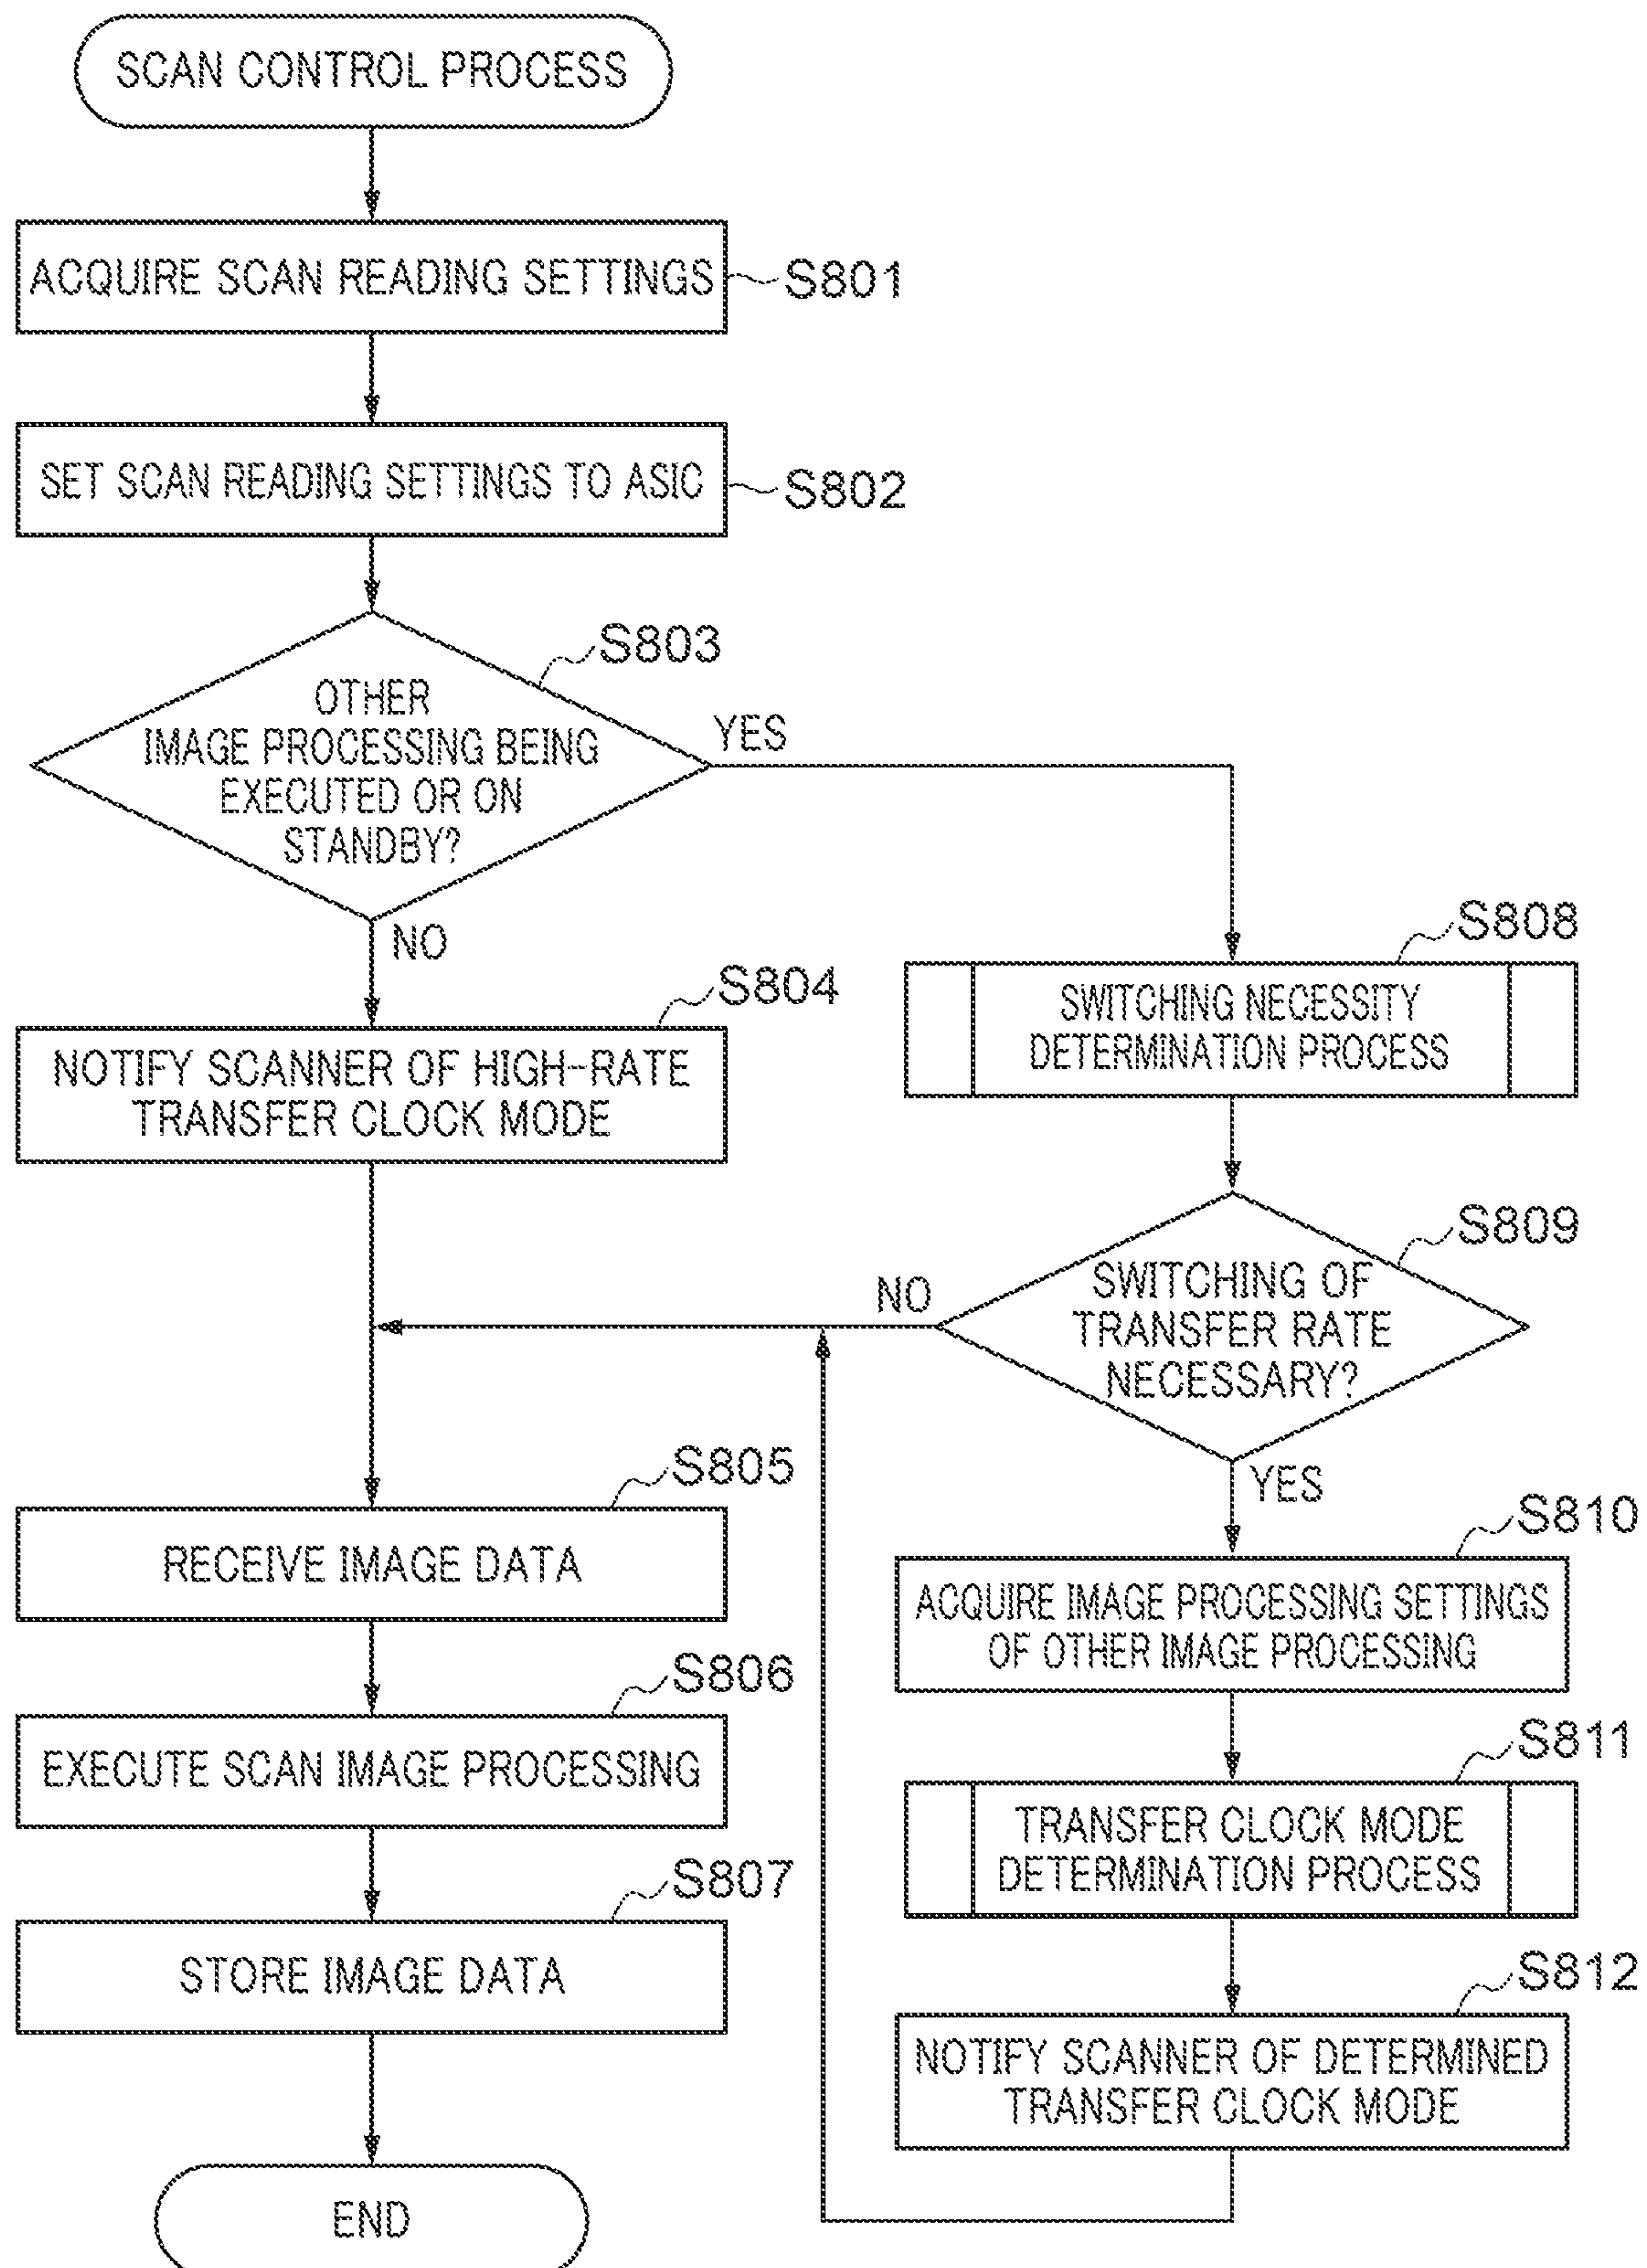 SCAN CONTROL PROCESS
ACQUIRE SCAN READING SETTINGS
S801
SET SCAN READING SETTINGS TO ASIC
S802
S803
OTHER
IMAGE PROCESSING BEING
EXECUTED OR ON
STANDBY?
YES
NO
S804
NOTIFY SCANNER OF HIGH-RATE
TRANSFER CLOCK MODE
S808
SWITCHING NECESSITY
DETERMINATION PROCESS
S809
SWITCHING OF
TRANSFER RATE
NECESSARY?
NO
YES
S805
RECEIVE IMAGE DATA
S806
EXECUTE SCAN IMAGE PROCESSING
S807
STORE IMAGE DATA
END
S810
ACQUIRE IMAGE PROCESSING SETTINGS
OF OTHER IMAGE PROCESSING
S811
TRANSFER CLOCK MODE
DETERMINATION PROCESS
S812
NOTIFY SCANNER OF DETERMINED
TRANSFER CLOCK MODE